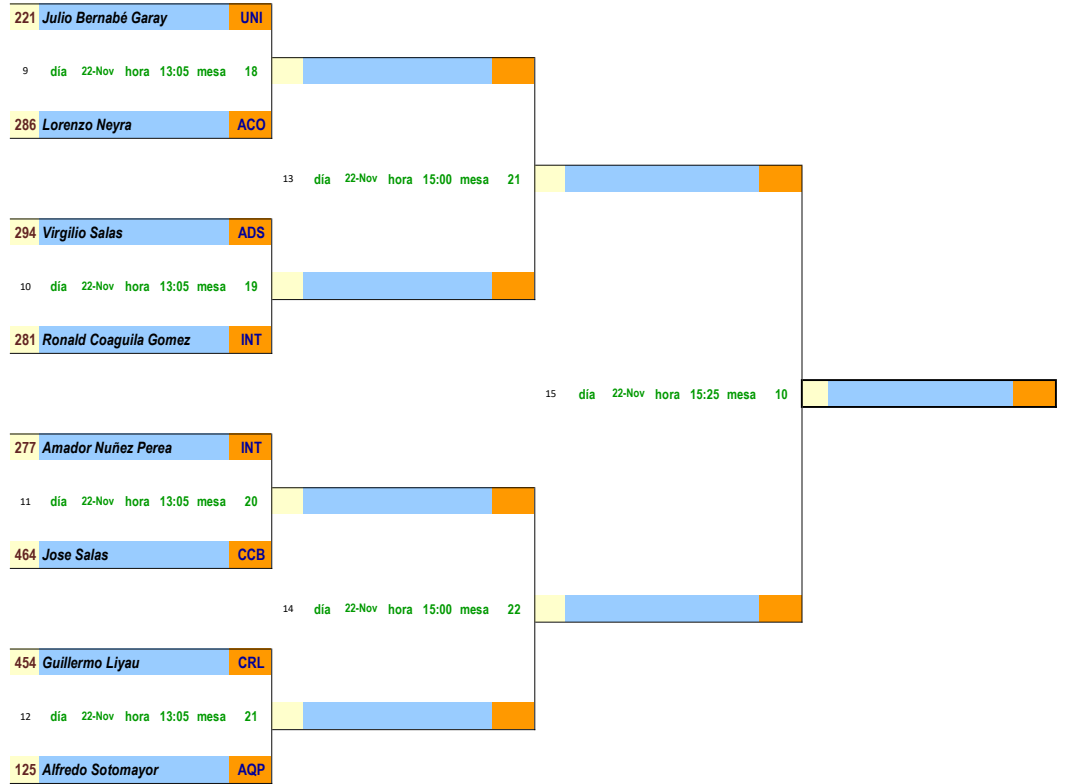 221 Julio Bernabé Garay UNI
9 día 22-Nov hora 13:05 mesa 18
286 Lorenzo Neyra ACO
13 día 22-Nov hora 15:00 mesa 21
294 Virgilio Salas ADS
10 día 22-Nov hora 13:05 mesa 19
281 Ronald Coaguila Gomez INT
15 día 22-Nov hora 15:25 mesa 10
277 Amador Nuñez Perea INT
11 día 22-Nov hora 13:05 mesa 20
464 Jose Salas CCB
14 día 22-Nov hora 15:00 mesa 22
454 Guillermo Liyau CRL
12 día 22-Nov hora 13:05 mesa 21
125 Alfredo Sotomayor AQP